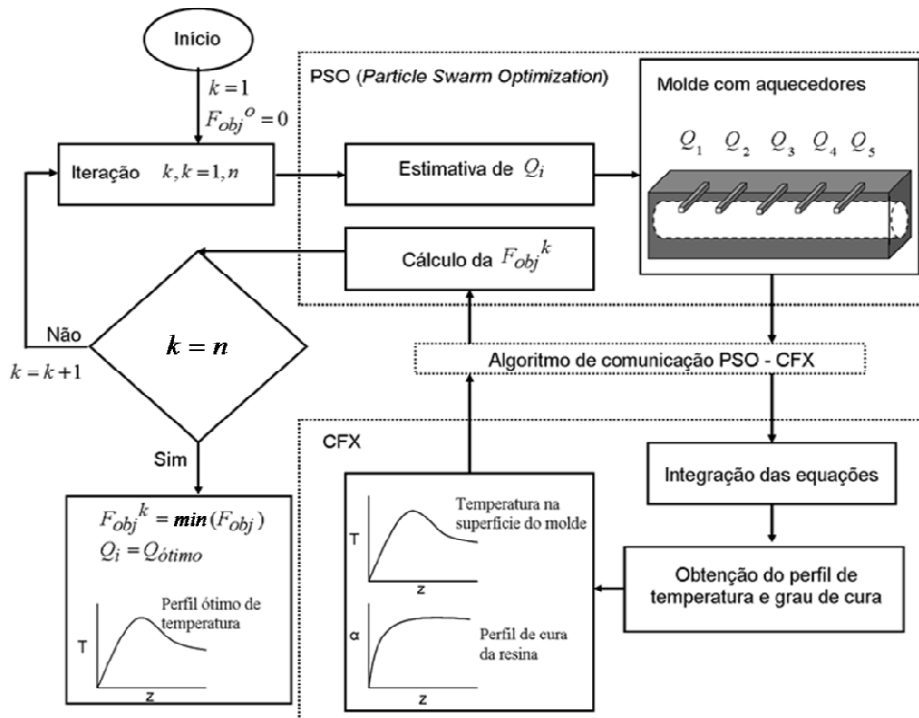 Início
k=1
F_obj^o = 0
Iteração k, k=1, n
PSO (Particle Swarm Optimization)
Estimativa de Q_i
Molde com aquecedores
Q_1 Q_2 Q_3 Q_4 Q_5
Cálculo da F_obj^k
Não
k = k+1
k = n
Sim
Algoritmo de comunicação PSO - CFX
CFX
Integração das equações
Obtenção do perfil de
temperatura e grau de cura
Temperatura na
superfície do molde
T
z
α
Perfil de cura
da resina
z
F_obj^k = min(F_obj)
Q_i = Q_ótimo
Perfil ótimo de
temperatura
T
z